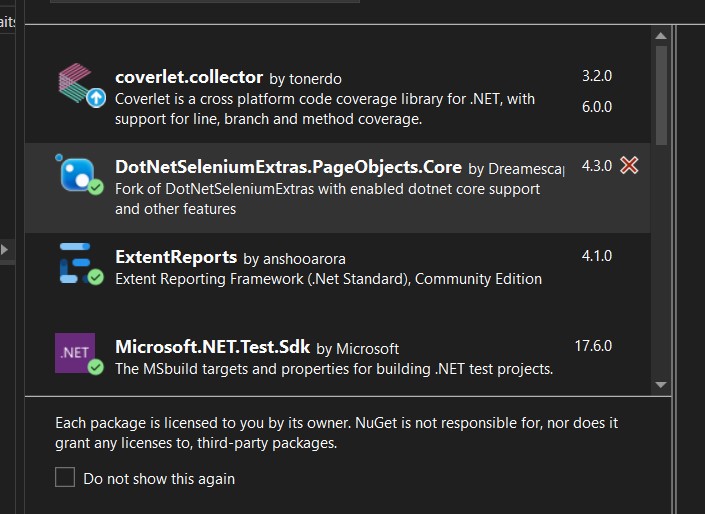 coverlet.collector by tonerdo 3.2.0
Coverlet is a cross platform code coverage library for .NET, with 6.0.0
support for line, branch and method coverage.
DotNetSeleniumExtras.PageObjects.Core by Dreamescap 4.3.0
Fork of DotNetSeleniumExtras with enabled dotnet core support
and other features
ExtentReports by anshooarora 4.1.0
Extent Reporting Framework (.Net Standard), Community Edition
.NET Microsoft.NET.Test.Sdk by Microsoft 17.6.0
The MSbuild targets and properties for building .NET test projects.
Each package is licensed to you by its owner. NuGet is not responsible for, nor does it
grant any licenses to, third-party packages.
Do not show this again